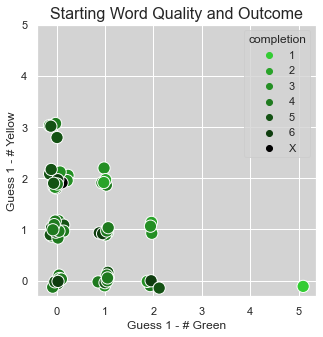 Starting Word Quality and Outcome
completion
1
2
3
4
5
6
X
Guess 1 - # Yellow
5
4
3
2
1
0
0 1 2 3 4 5
Guess 1 - # Green